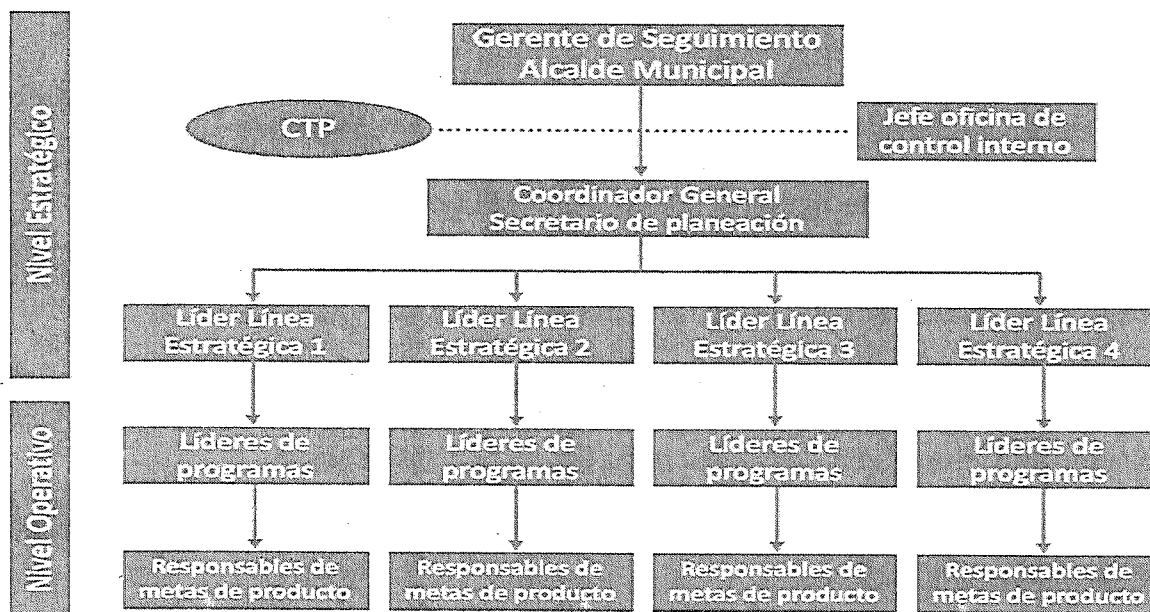 Nivel Estratégico
Gerente de Seguimiento
Alcalde Municipal
CTP
Jefe oficina de
control interno
Coordinador General
Secretario de planeación
Líder Línea
Estratégica 1
Líder Línea
Estratégica 2
Líder Línea
Estratégica 3
Líder Línea
Estratégica 4
Nivel Operativo
Líderes de
programas
Líderes de
programas
Líderes de
programas
Líderes de
programas
Responsables de
metas de producto
Responsables de
metas de producto
Responsables de
metas de producto
Responsables de
metas de producto